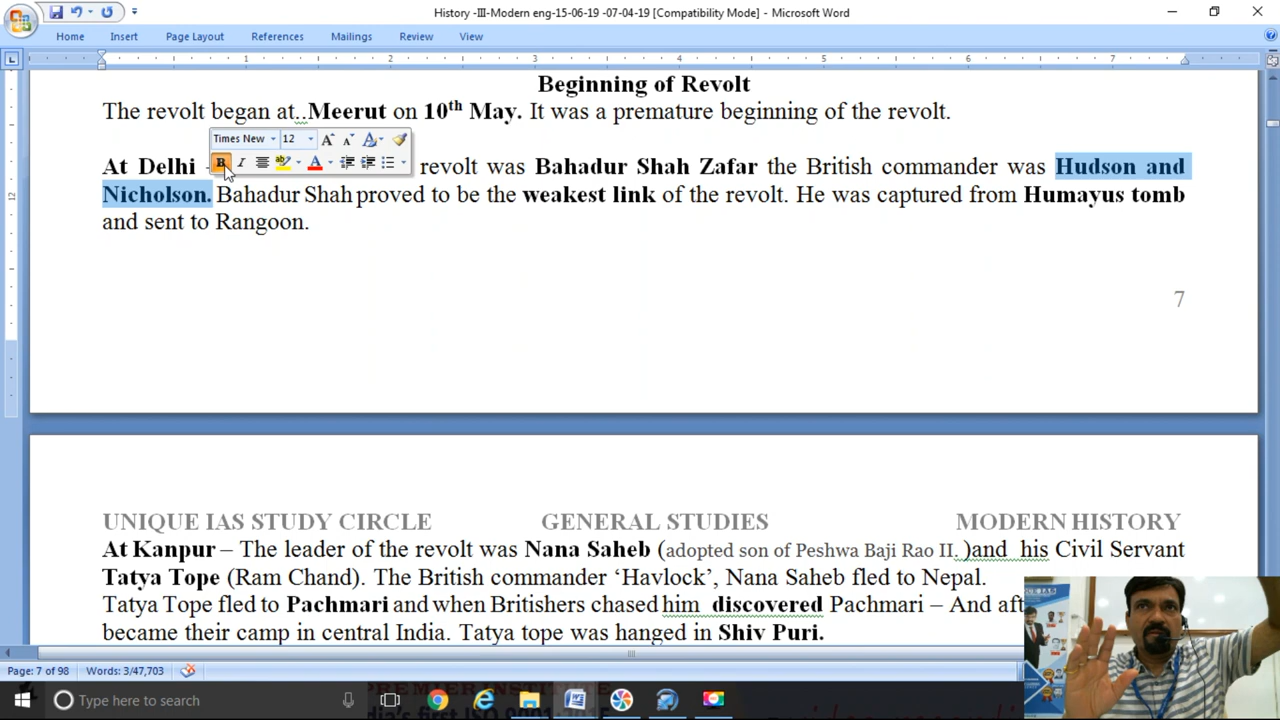 History -III-Modern eng-15-06-19 -07-04-19 [Compatibility Mode] - Microsoft Word
Home Insert Page Layout References Mailings Review View
1 2 3 4 5 6 7
Beginning of Revolt
The revolt began at..Meerut on 10th May. It was a premature beginning of the revolt.
Times New 12
At Delhi - revolt was Bahadur Shah Zafar the British commander was Hudson and
Nicholson. Bahadur Shah proved to be the weakest link of the revolt. He was captured from Humayus tomb
and sent to Rangoon.
7
UNIQUE IAS STUDY CIRCLE GENERAL STUDIES MODERN HISTORY
At Kanpur – The leader of the revolt was Nana Saheb (adopted son of Peshwa Baji Rao II. )and his Civil Servant
Tatya Tope (Ram Chand). The British commander ‘Havlock’, Nana Saheb fled to Nepal.
Tatya Tope fled to Pachmari and when Britishers chased him discovered Pachmari – And aft
became their camp in central India. Tatya tope was hanged in Shiv Puri.
Page: 7 of 98 Words: 3/47,703
Type here to search